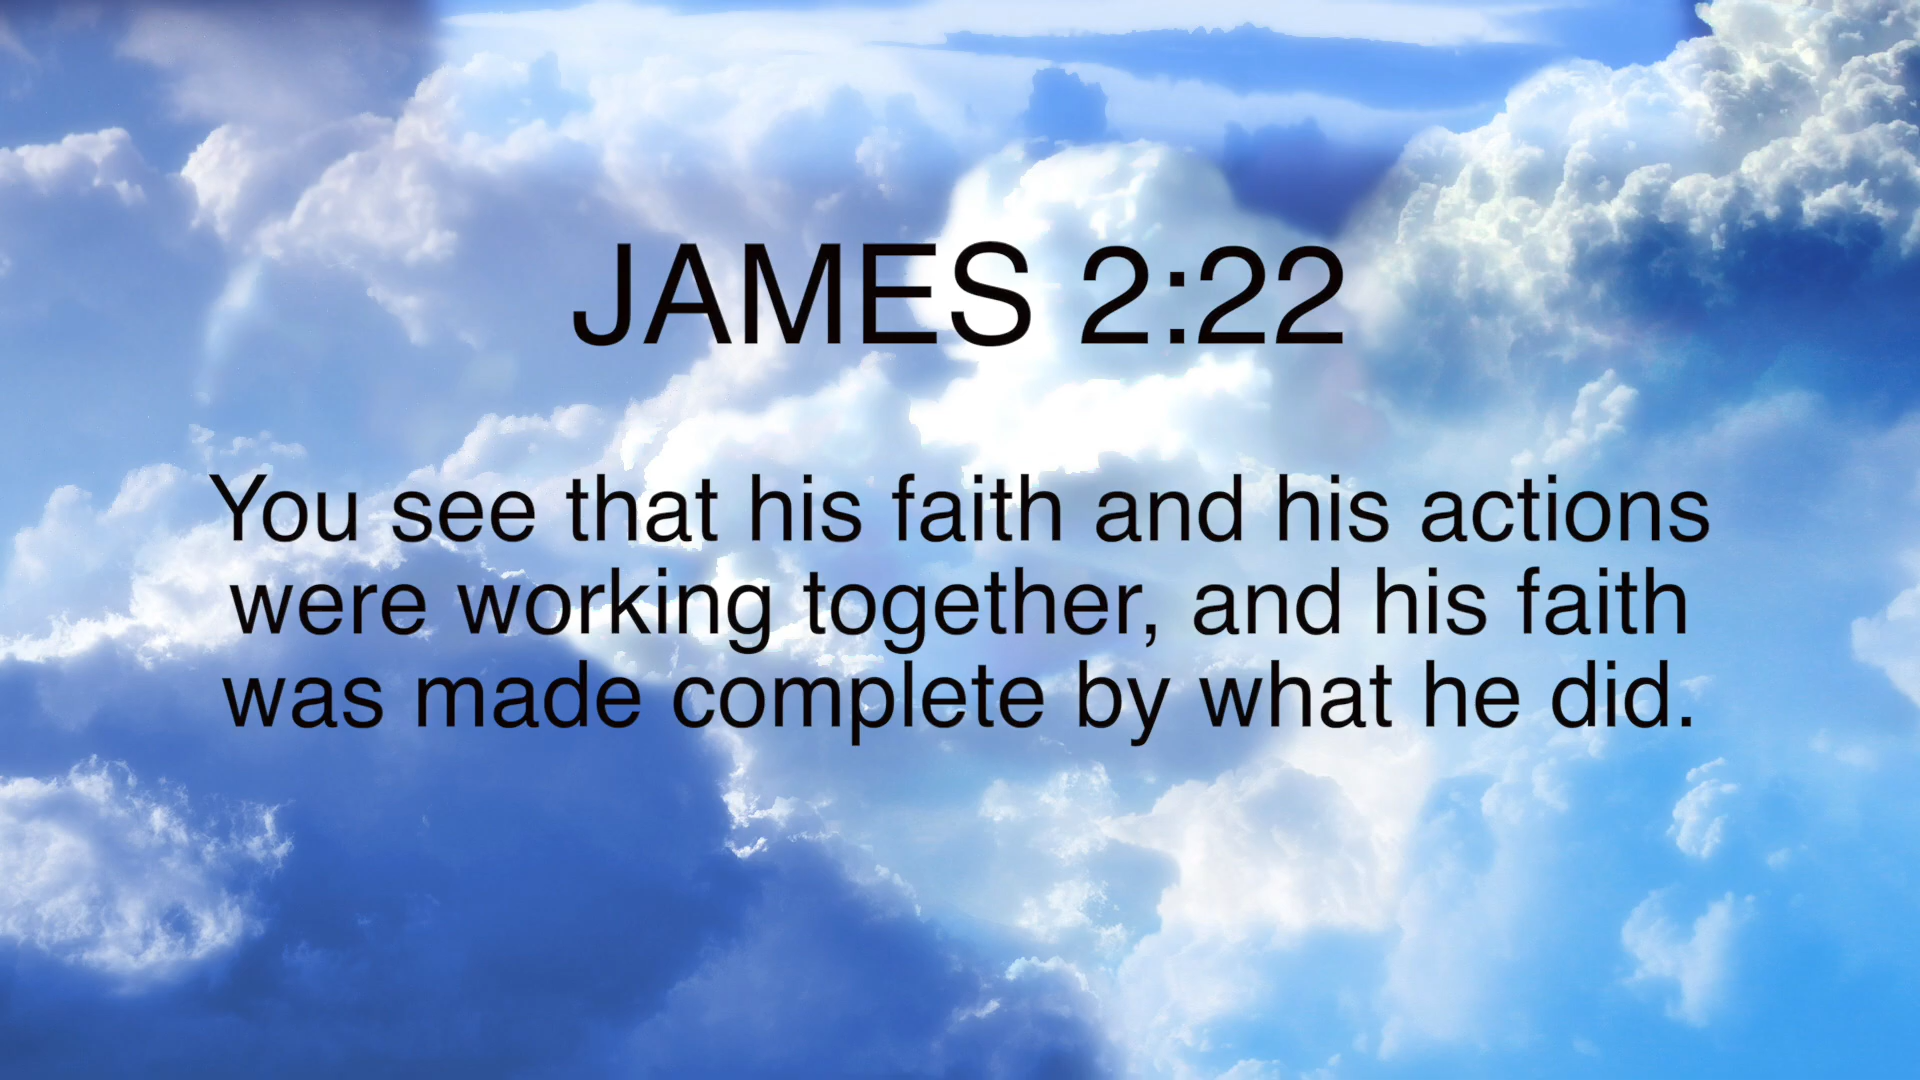 JAMES 2:22
You see that his faith and his actions
were working together, and his faith
was made complete by what he did.